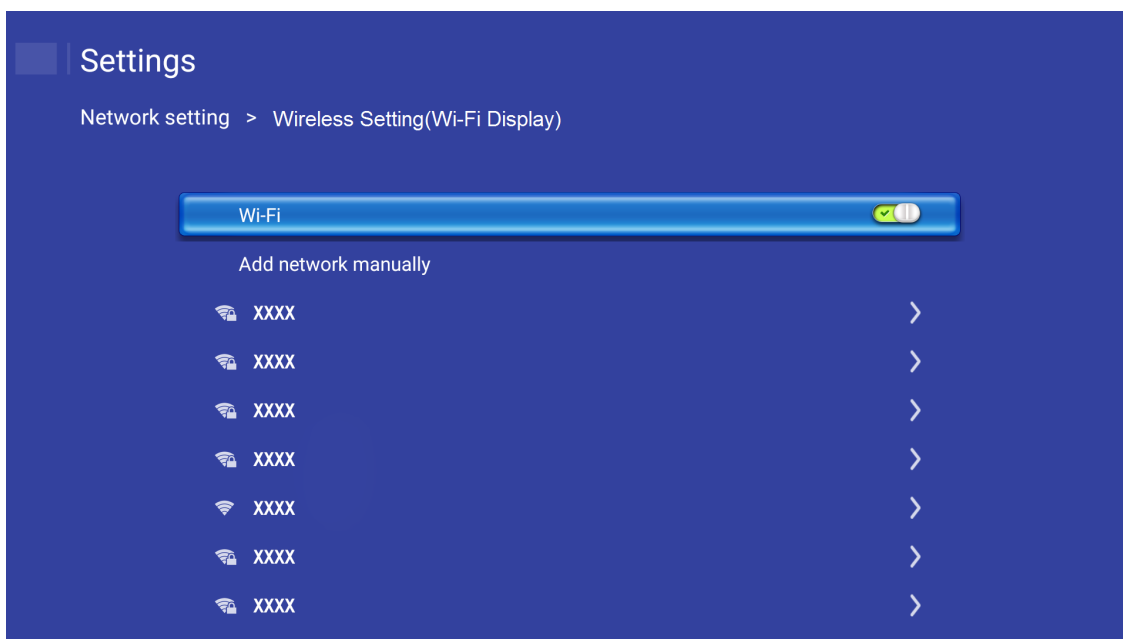 Settings
Network setting > Wireless Setting(Wi-Fi Display)
Wi-Fi
Add network manually
XXXX
XXXX
XXXX
XXXX
XXXX
XXXX
XXXX